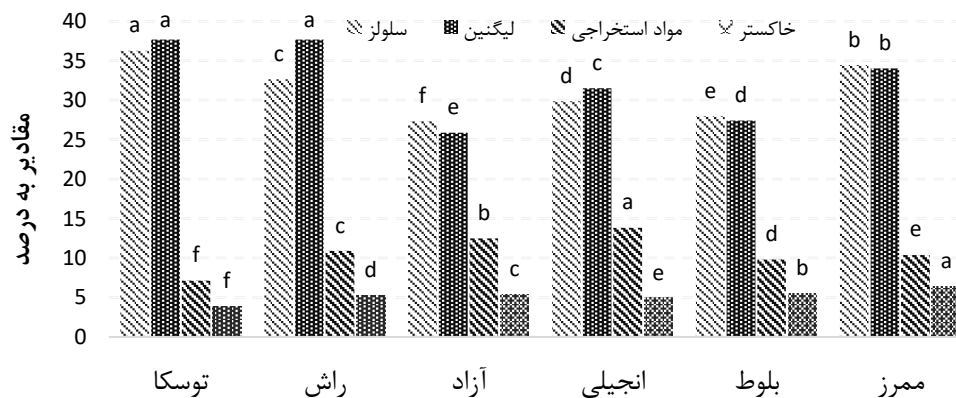 سلولز لیگنین مواد استخراجی خاکستر
مقادیر به درصد
40
35
30
25
20
15
10
5
0
a a f f
c a c d
f e b c
d c a e
e d d b
b b e a
توسکا راش آزاد انجیلی بلوط ممرز